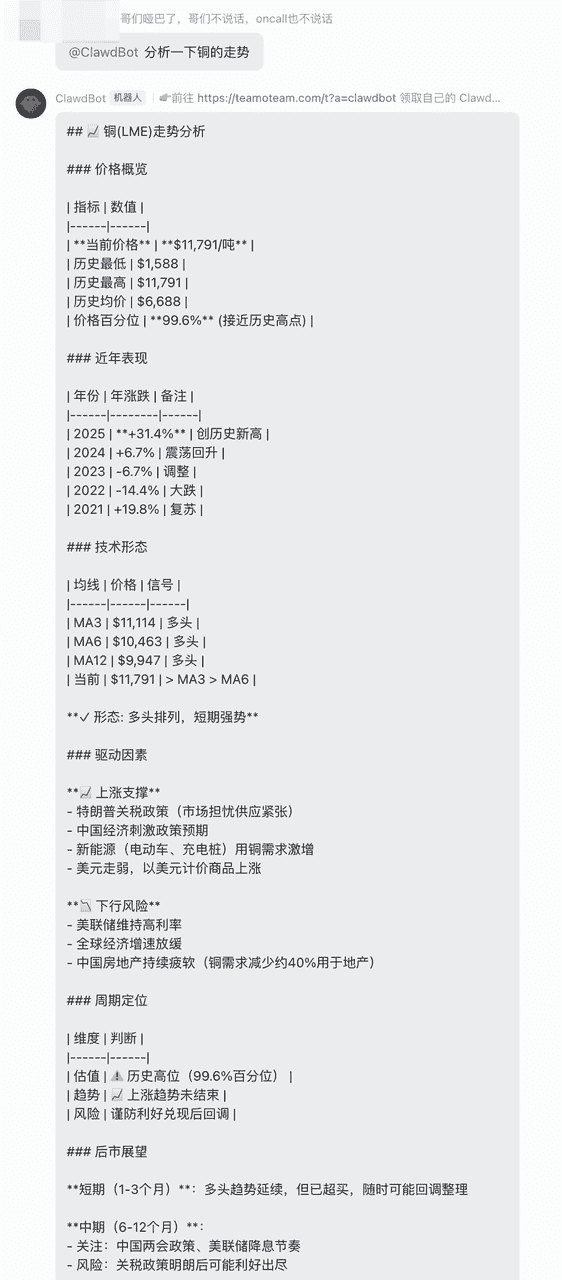 哥们哑巴了，哥们不说话，oncall也不说话
@ClawdBot 分析一下铜的走势
ClawdBot 机器人 | 👉前往 https://teamoteam.com/t?a=clawdbot 领取自己的 Clawd...
## 📈 铜(LME)走势分析
### 价格概览
| 指标 | 数值 |
|------|------|
| **当前价格** | **$11,791/吨** |
| 历史最低 | $1,588 |
| 历史最高 | $11,791 |
| 历史均价 | $6,688 |
| 价格百分位 | **99.6%** (接近历史高点) |
### 近年表现
| 年份 | 年涨跌 | 备注 |
|------|--------|------|
| 2025 | **+31.4%** | 创历史新高 |
| 2024 | +6.7% | 震荡回升 |
| 2023 | -6.7% | 调整 |
| 2022 | -14.4% | 大跌 |
| 2021 | +19.8% | 复苏 |
### 技术形态
| 均线 | 价格 | 信号 |
|------|------|------|
| MA3 | $11,114 | 多头 |
| MA6 | $10,463 | 多头 |
| MA12 | $9,947 | 多头 |
| 当前 | $11,791 | > MA3 > MA6 |
**✓ 形态: 多头排列，短期强势**
### 驱动因素
**📈 上涨支撑**
- 特朗普关税政策（市场担忧供应紧张）
- 中国经济刺激政策预期
- 新能源（电动车、充电桩）用铜需求激增
- 美元走弱，以美元计价商品上涨
**📉 下行风险**
- 美联储维持高利率
- 全球经济增速放缓
- 中国房地产持续疲软（铜需求减少约40%用于地产）
### 周期定位
| 维度 | 判断 |
|------|------|
| 估值 | ⚠️ 历史高位（99.6%百分位） |
| 趋势 | 📈 上涨趋势未结束 |
| 风险 | 谨防利好兑现后回调 |
### 后市展望
**短期（1-3个月）**：多头趋势延续，但已超买，随时可能回调整理
**中期（6-12个月）**：
- 关注：中国两会政策、美联储降息节奏
- 风险：关税政策明朗后可能利好出尽